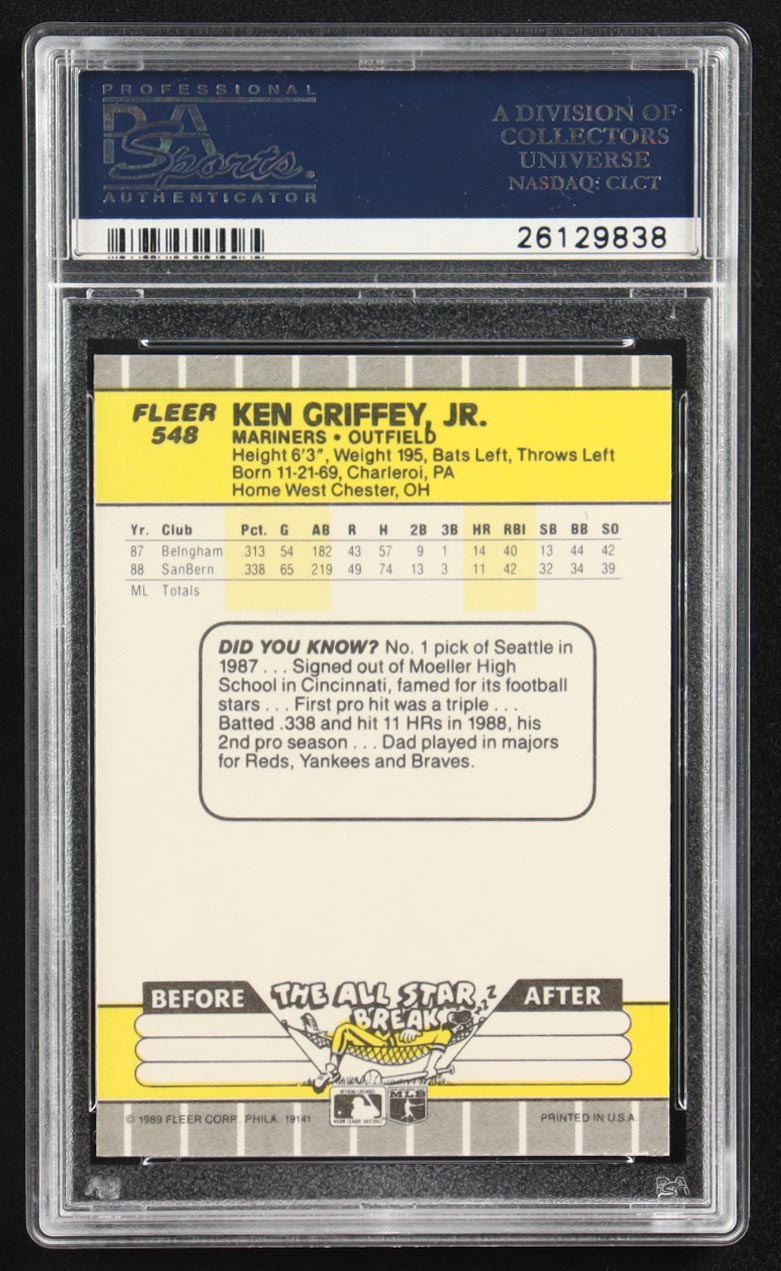 PROFESSIONAL
PSA
Sports
AUTHENTICATOR
A DIVISION OF
COLLECTORS
UNIVERSE
NASDAQ: CLCT
26129838
FLEER
548
KEN GRIFFEY, JR.
MARINERS • OUTFIELD
Height 6'3", Weight 195, Bats Left, Throws Left
Born 11-21-69, Charleroi, PA
Home West Chester, OH
Yr. Club Pct. G AB R H 2B 3B HR RBI SB BB SO
87 Belngham .313 54 182 43 57 9 1 14 40 13 44 42
88 SanBern. .338 65 219 49 74 13 3 11 42 32 34 39
ML Totals
DID YOU KNOW? No. 1 pick of Seattle in
1987 . . . Signed out of Moeller High
School in Cincinnati, famed for its football
stars . . . First pro hit was a triple . . .
Batted .338 and hit 11 HRs in 1988, his
2nd pro season . . . Dad played in majors
for Reds, Yankees and Braves.
BEFORE
THE ALL STAR
BREAK
ZZZZ
AFTER
© 1989 FLEER CORP., PHILA. 19141
MLB
PRINTED IN U.S.A.
PSA